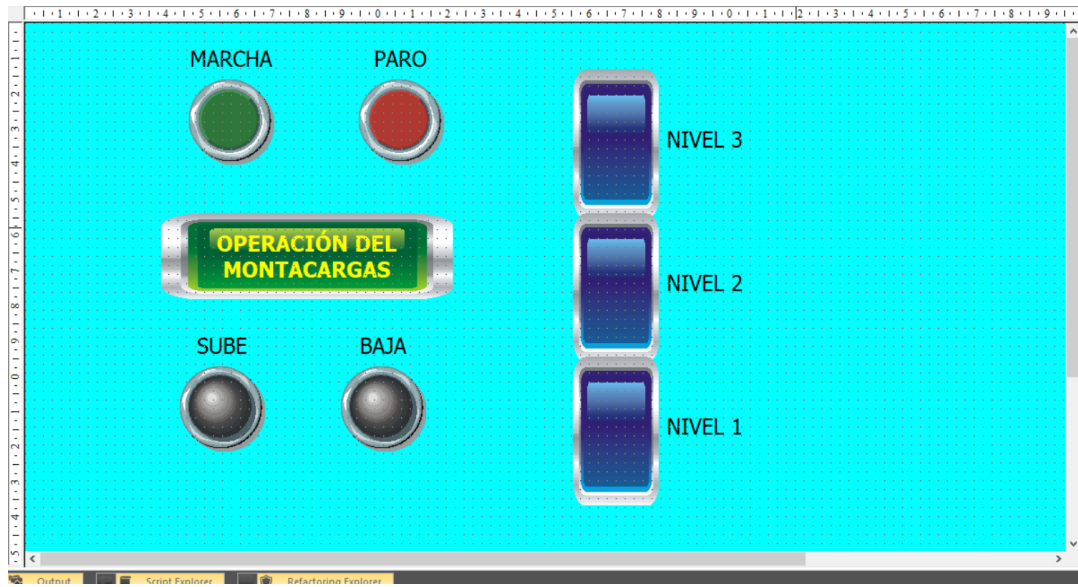 MARCHA
PARO
NIVEL 3
OPERACIÓN DEL
MONTACARGAS
NIVEL 2
SUBE
BAJA
NIVEL 1
Output
Script Explorer
Refactoring Explorer